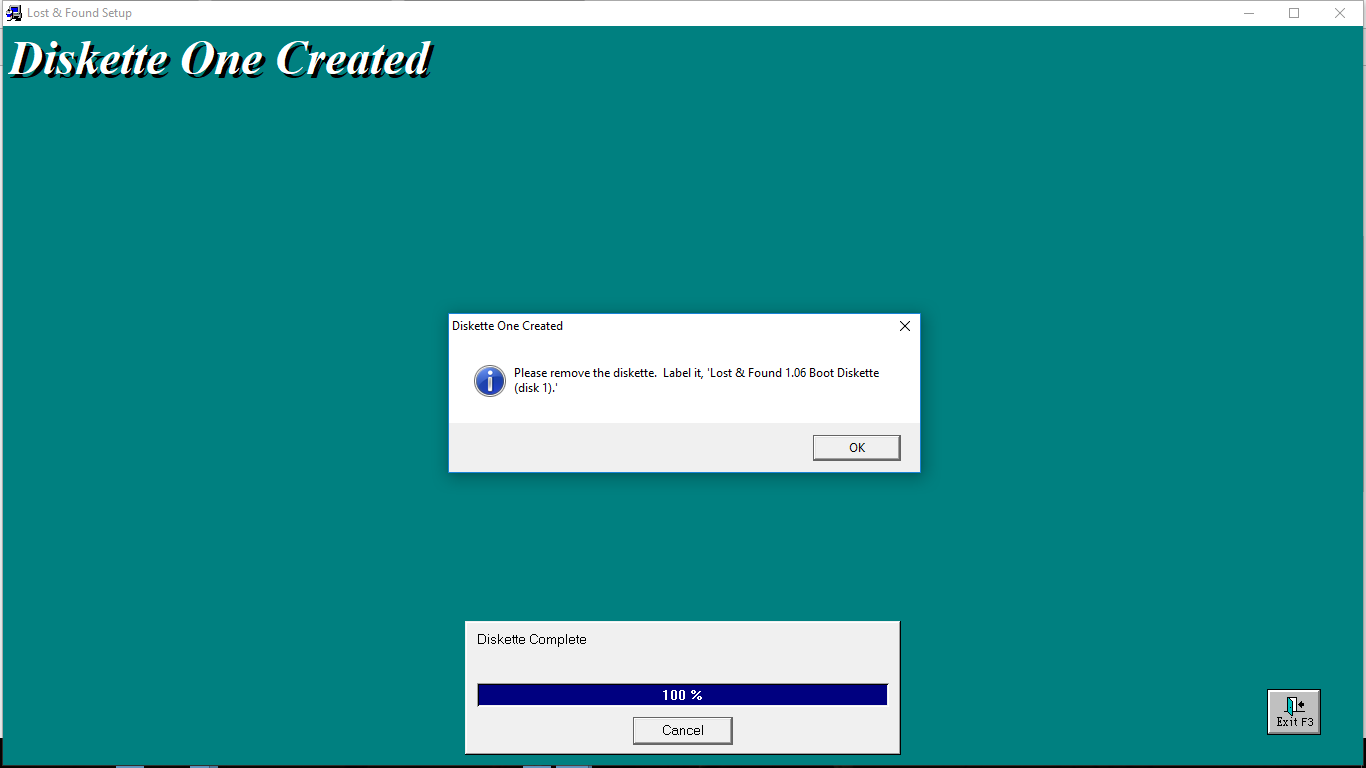 Lost & Found Setup
Diskette One Created
Diskette One Created
Please remove the diskette.  Label it, 'Lost & Found 1.06 Boot Diskette
(disk 1).'
OK
Diskette Complete
100 %
Cancel
Exit F3